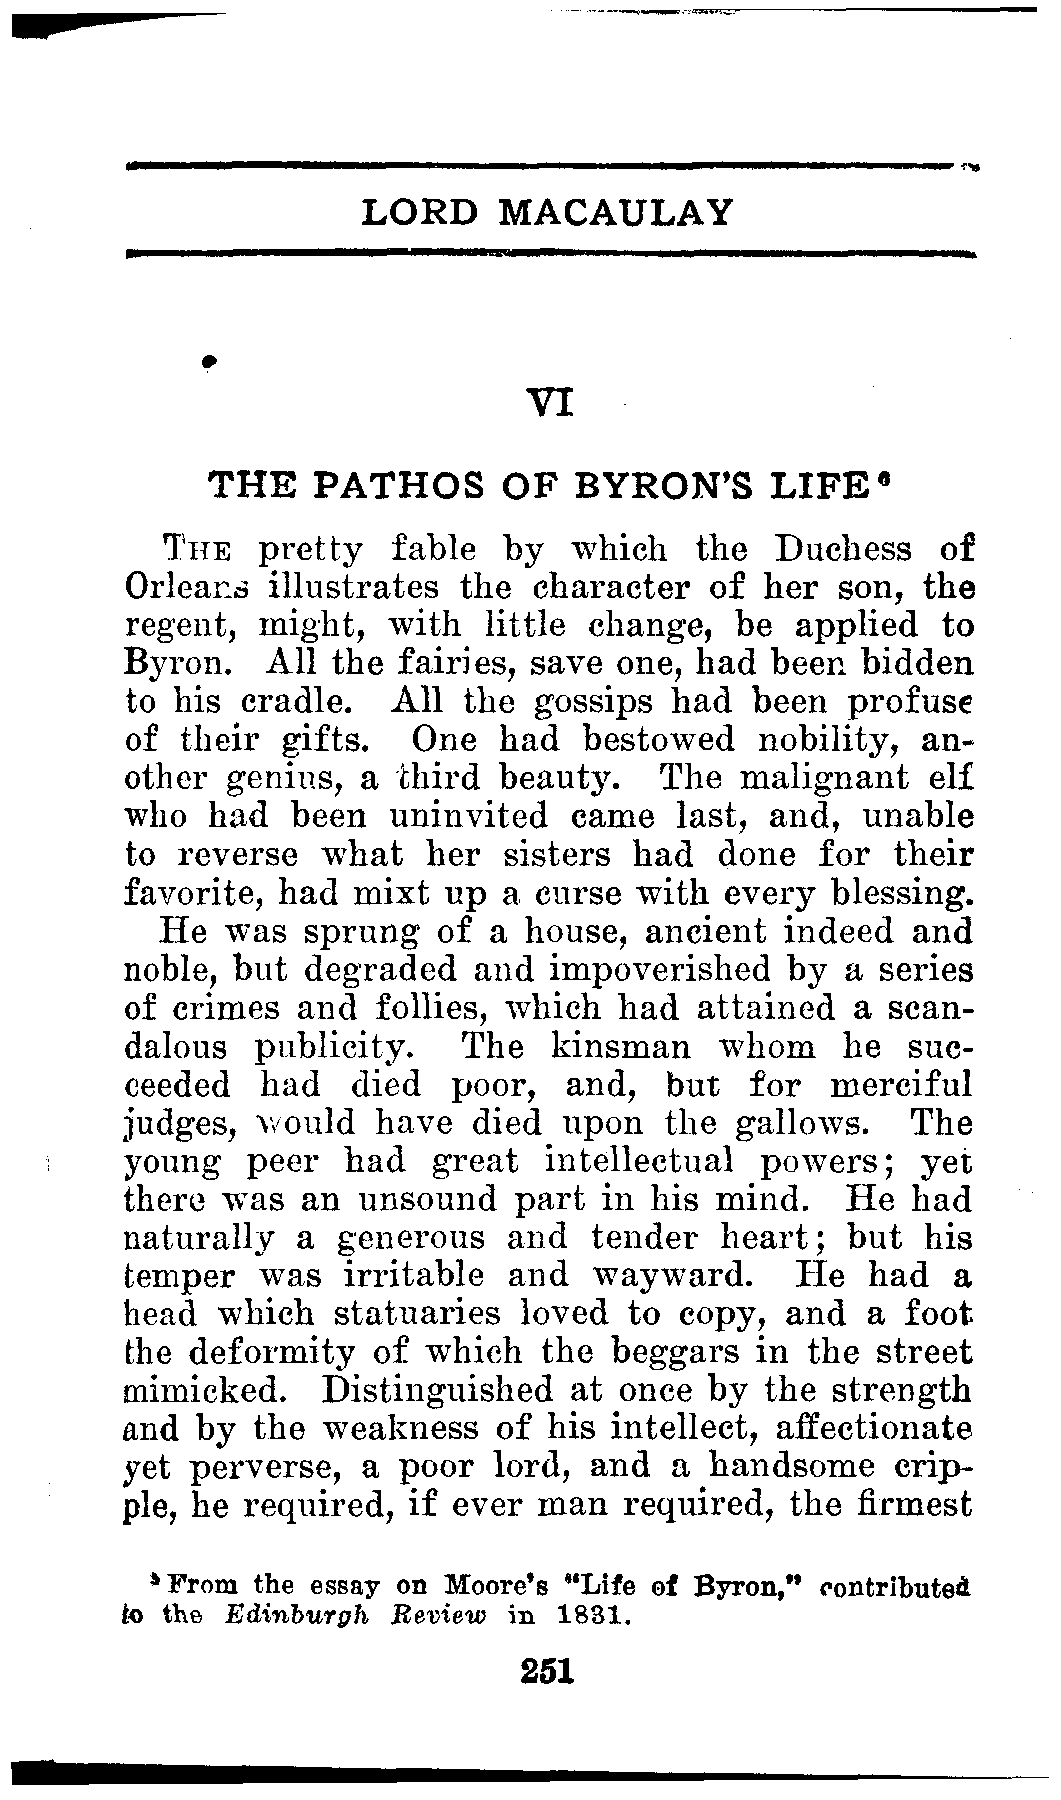 LORD MACAULAY
VI
THE PATHOS OF BYRON'S LIFE⁶
THE pretty fable by which the Duchess of
Orleans illustrates the character of her son, the
regent, might, with little change, be applied to
Byron. All the fairies, save one, had been bidden
to his cradle. All the gossips had been profuse
of their gifts. One had bestowed nobility, an-
other genius, a third beauty. The malignant elf
who had been uninvited came last, and, unable
to reverse what her sisters had done for their
favorite, had mixt up a curse with every blessing.
He was sprung of a house, ancient indeed and
noble, but degraded and impoverished by a series
of crimes and follies, which had attained a scan-
dalous publicity. The kinsman whom he suc-
ceeded had died poor, and, but for merciful
judges, would have died upon the gallows. The
young peer had great intellectual powers; yet
there was an unsound part in his mind. He had
naturally a generous and tender heart; but his
temper was irritable and wayward. He had a
head which statuaries loved to copy, and a foot
the deformity of which the beggars in the street
mimicked. Distinguished at once by the strength
and by the weakness of his intellect, affectionate
yet perverse, a poor lord, and a handsome crip-
ple, he required, if ever man required, the firmest
From the essay on Moore's "Life of Byron," contributed
to the Edinburgh Review in 1831.
251